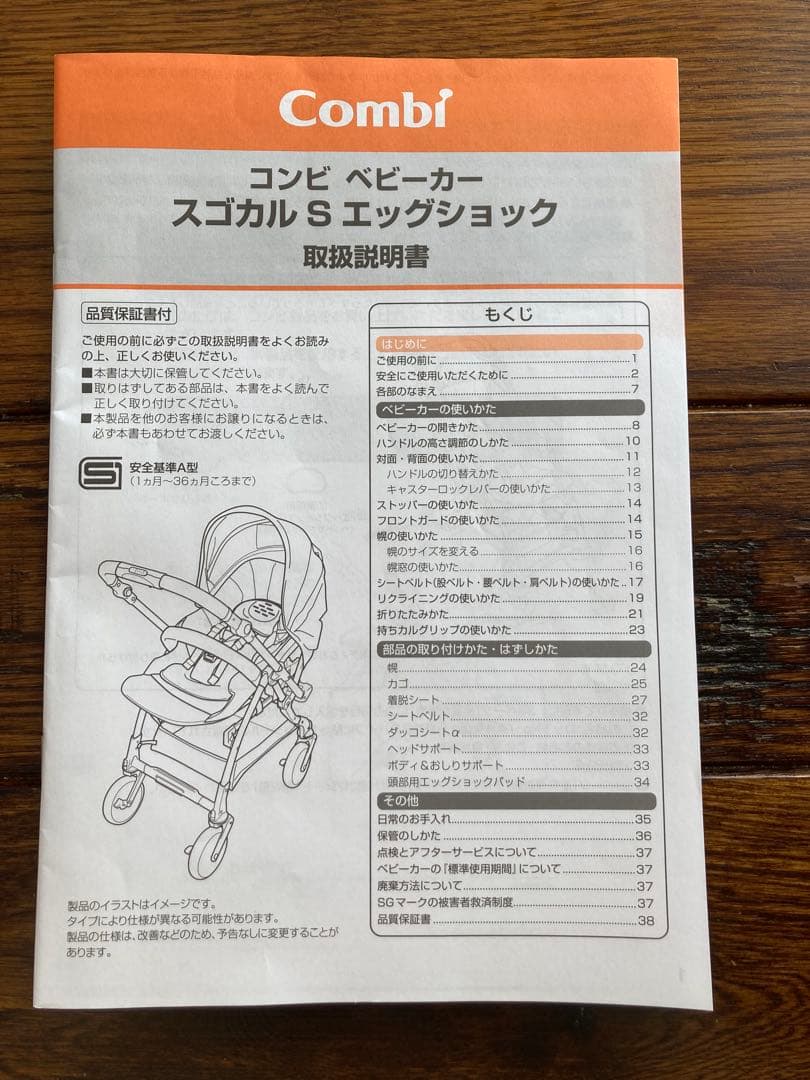 Combi
コンビ ベビーカー
スゴカル S エッグショック
取扱説明書
品質保証書付
ご使用の前に必ずこの取扱説明書をよくお読み
の上、正しくお使いください。
■本書は大切に保管してください。
■取りはずしてある部品は、本書をよく読んで
正しく取り付けてください。
■本製品を他のお客様にお譲りになるときは、
必ず本書もあわせてお渡しください。
安全基準A型
(1ヵ月〜36ヵ月ころまで)
製品のイラストはイメージです。
タイプにより仕様が異なる可能性があります。
製品の仕様は、改善などのため、予告なしに変更することが
あります。
もくじ
はじめに
ご使用の前に 1
安全にご使用いただくために 2
各部のなまえ 7
ベビーカーの使いかた
ベビーカーの開きかた 8
ハンドルの高さ調節のしかた 10
対面・背面の使いかた 11
ハンドルの切り替えかた 12
キャスターロックレバーの使いかた 13
ストッパーの使いかた 14
フロントガードの使いかた 14
幌の使いかた 15
幌のサイズを変える 16
幌窓の使いかた 16
シートベルト(股ベルト・腰ベルト・肩ベルト)の使いかた 17
リクライニングの使いかた 19
折りたたみかた 21
持ちカルグリップの使いかた 23
部品の取り付けかた・はずしかた
幌 24
カゴ 25
着脱シート 27
シートベルト 32
ダッコシートα 32
ヘッドサポート 33
ボディ&おしりサポート 33
頭部用エッグショックパッド 34
その他
日常のお手入れ 35
保管のしかた 36
点検とアフターサービスについて 37
ベビーカーの「標準使用期間」について 37
廃棄方法について 37
SGマークの被害者救済制度 37
品質保証書 38